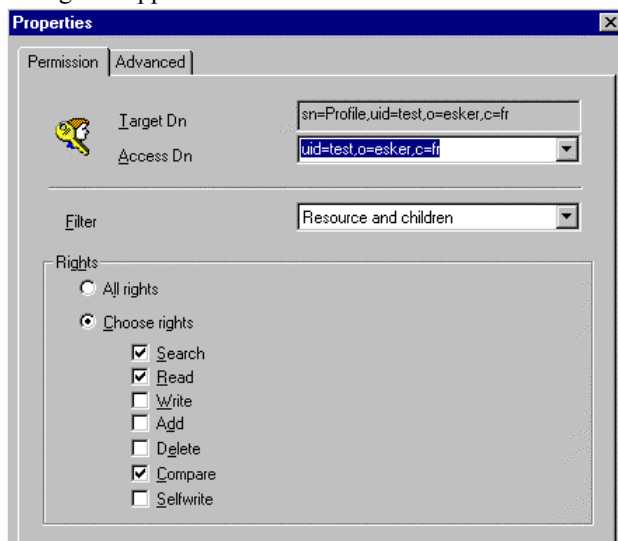 Properties
Permission Advanced
Target Dn sn=Profile,uid=test,o=esker,c=fr
Access Dn uid=test,o=esker,c=fr
Filter Resource and children
Rights
All rights
Choose rights
Search
Read
Write
Add
Delete
Compare
Selfwrite